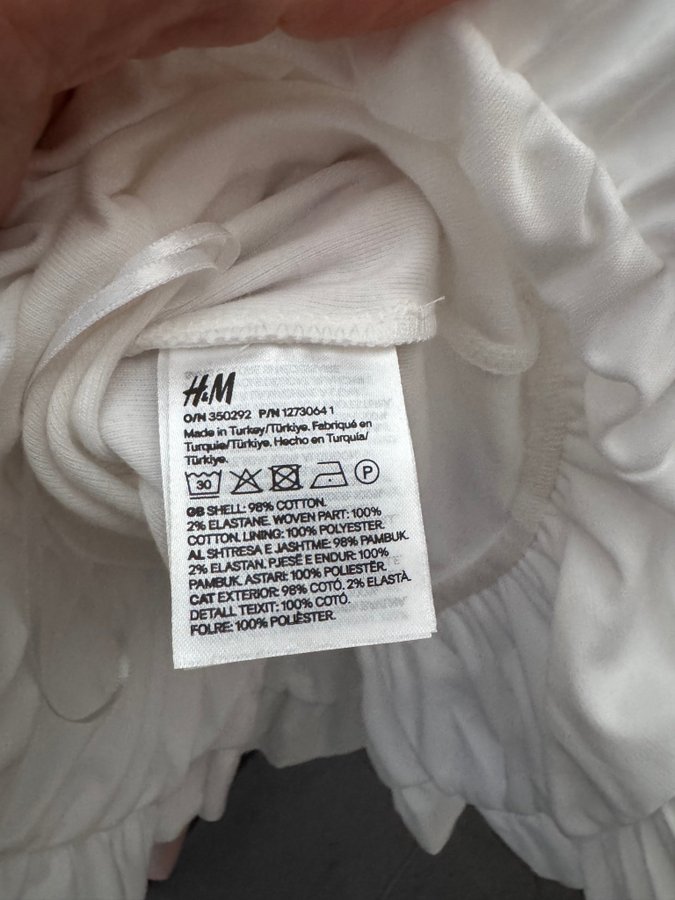 H&M
O/N 350292 P/N 1273064 1
Made in Turkey/Türkiye. Fabriqué en
Turquie/Türkiye. Hecho en Turquía/
Türkiye.
30 P
GB SHELL: 98% COTTON.
2% ELASTANE. WOVEN PART: 100%
COTTON. LINING: 100% POLYESTER.
AL SHTRESA E JASHTME: 98% PAMBUK.
2% ELASTAN. PJESË E ENDUR: 100%
PAMBUK. ASTARI: 100% POLIESTËR.
CAT EXTERIOR: 98% COTÓ. 2% ELASTÀ.
DETALL TEIXIT: 100% COTÓ.
FOLRE: 100% POLIÈSTER.